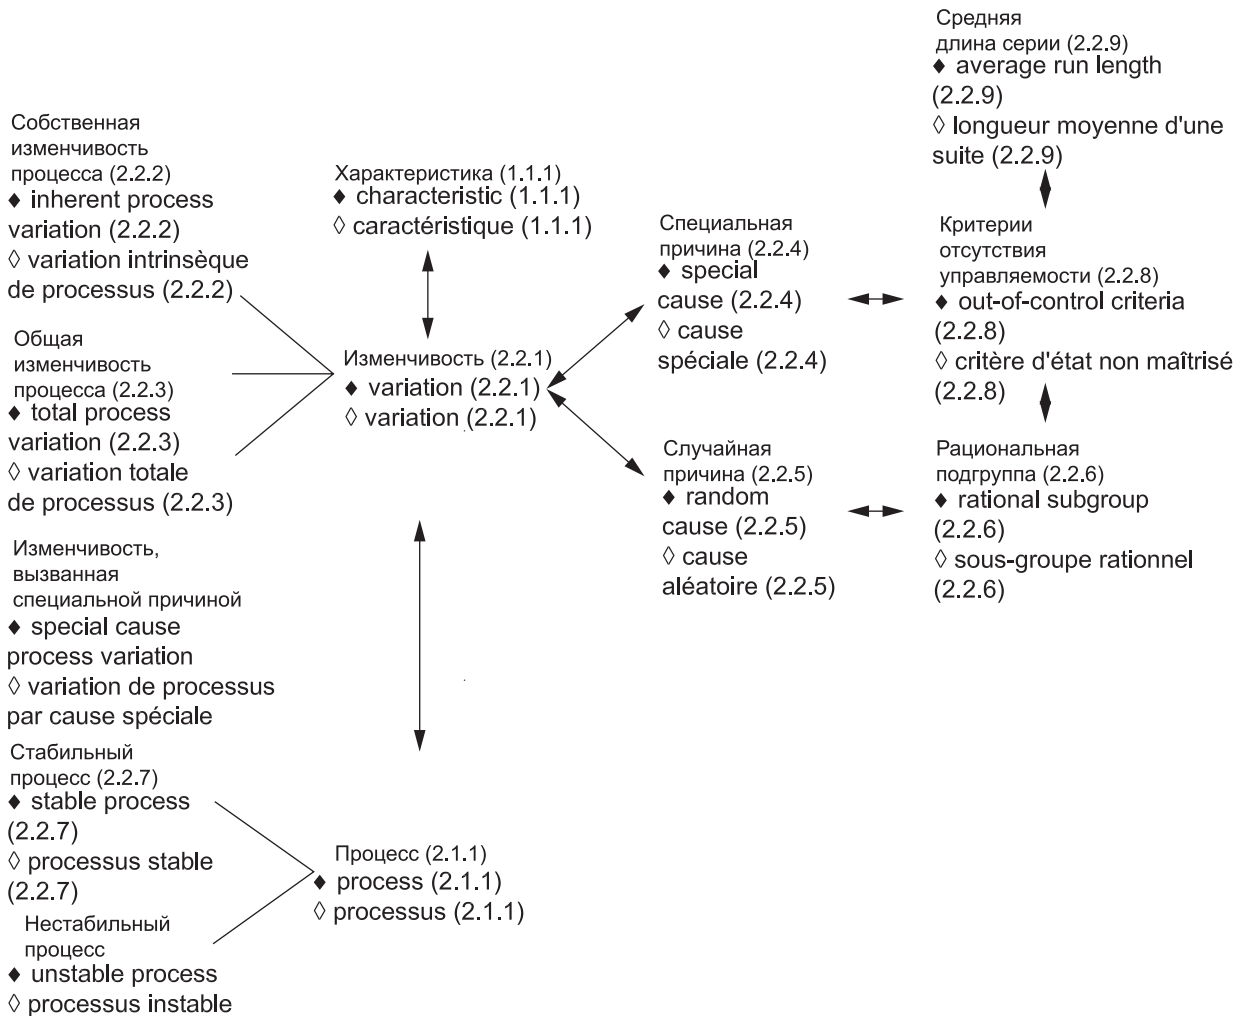 Средняя
длина серии (2.2.9)
♦ average run length
(2.2.9)
◊ longueur moyenne d'une
suite (2.2.9)
Собственная
изменчивость
процесса (2.2.2)
♦ inherent process
variation (2.2.2)
◊ variation intrinsèque
de processus (2.2.2)
Характеристика (1.1.1)
♦ characteristic (1.1.1)
◊ caractéristique (1.1.1)
Специальная
причина (2.2.4)
♦ special
cause (2.2.4)
◊ cause
spéciale (2.2.4)
Критерии
отсутствия
управляемости (2.2.8)
♦ out-of-control criteria
(2.2.8)
◊ critère d'état non maîtrisé
(2.2.8)
Общая
изменчивость
процесса (2.2.3)
♦ total process
variation (2.2.3)
◊ variation totale
de processus (2.2.3)
Изменчивость (2.2.1)
♦ variation (2.2.1)
◊ variation (2.2.1)
Случайная
причина (2.2.5)
♦ random
cause (2.2.5)
◊ cause
aléatoire (2.2.5)
Рациональная
подгруппа (2.2.6)
♦ rational subgroup
(2.2.6)
◊ sous-groupe rationnel
(2.2.6)
Изменчивость,
вызванная
специальной причиной
♦ special cause
process variation
◊ variation de processus
par cause spéciale
Стабильный
процесс (2.2.7)
♦ stable process
(2.2.7)
◊ processus stable
(2.2.7)
Процесс (2.1.1)
♦ process (2.1.1)
◊ processus (2.1.1)
Нестабильный
процесс
♦ unstable process
◊ processus instable